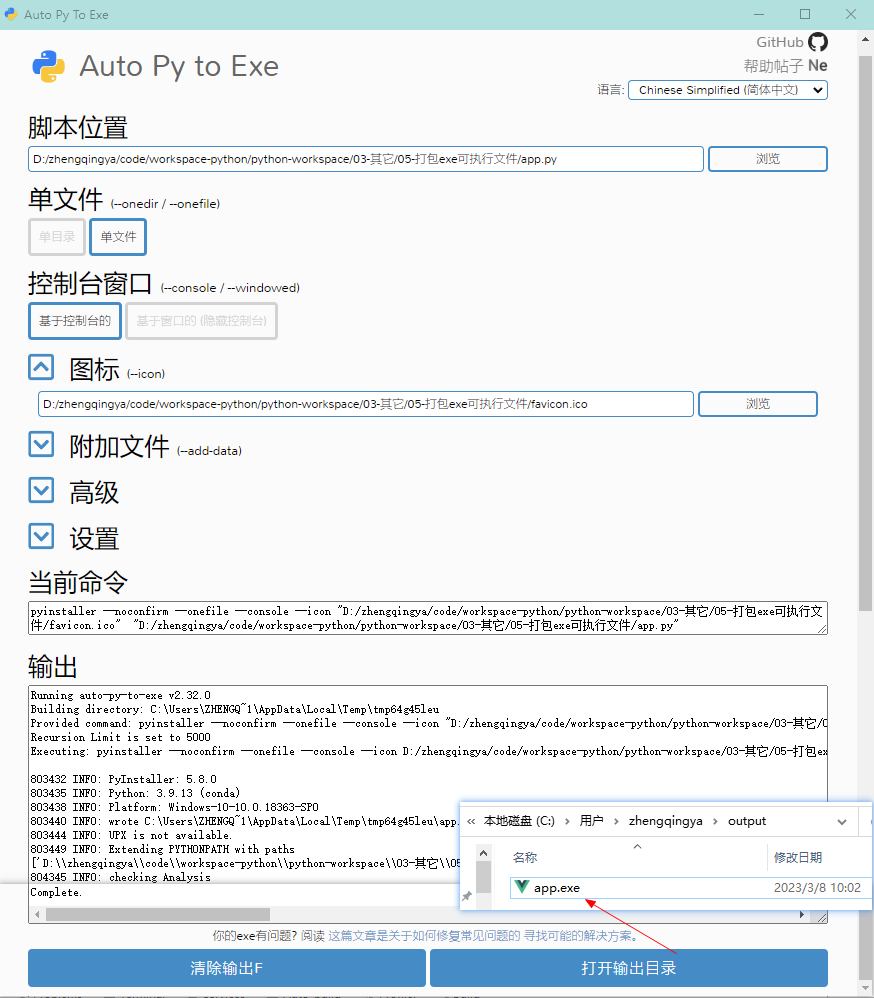 Auto Py To Exe
GitHub
Auto Py to Exe
帮助帖子 Ne
语言: Chinese Simplified (简体中文)
脚本位置
D:/zhengqingya/code/workspace-python/python-workspace/03-其它/05-打包exe可执行文件/app.py
浏览
单文件 (--onedir / --onefile)
单目录 单文件
控制台窗口 (--console / --windowed)
基于控制台的 基于窗口的 (隐藏控制台)
图标 (--icon)
D:/zhengqingya/code/workspace-python/python-workspace/03-其它/05-打包exe可执行文件/favicon.ico
浏览
附加文件 (--add-data)
高级
设置
当前命令
pyinstaller --noconfirm --onefile --console --icon "D:/zhengqingya/code/workspace-python/python-workspace/03-其它/05-打包exe可执行文
件/favicon.ico" "D:/zhengqingya/code/workspace-python/python-workspace/03-其它/05-打包exe可执行文件/app.py"
输出
Running auto-py-to-exe v2.32.0
Building directory: C:\Users\ZHENGQ~1\AppData\Local\Temp\tmp64g45leu
Provided command: pyinstaller --noconfirm --onefile --console --icon "D:/zhengqingya/code/workspace-python/python-workspace/03-其它/0
Recursion Limit is set to 5000
Executing: pyinstaller --noconfirm --onefile --console --icon D:/zhengqingya/code/workspace-python/python-workspace/03-其它/05-打包ex
803432 INFO: PyInstaller: 5.8.0
803435 INFO: Python: 3.9.13 (conda)
803438 INFO: Platform: Windows-10-10.0.18363-SP0
803440 INFO: wrote C:\Users\ZHENGQ~1\AppData\Local\Temp\tmp64g45leu\app.
803444 INFO: UPX is not available.
803449 INFO: Extending PYTHONPATH with paths
['D:\\zhengqingya\\code\\workspace-python\\python-workspace\\03-其它\\05
804345 INFO: checking Analysis
Complete.
« 本地磁盘 (C:) › 用户 › zhengqingya › output
名称 修改日期
app.exe 2023/3/8 10:02
你的exe有问题? 阅读 这篇文章是关于如何修复常见问题的 寻找可能的解决方案。
清除输出F
打开输出目录